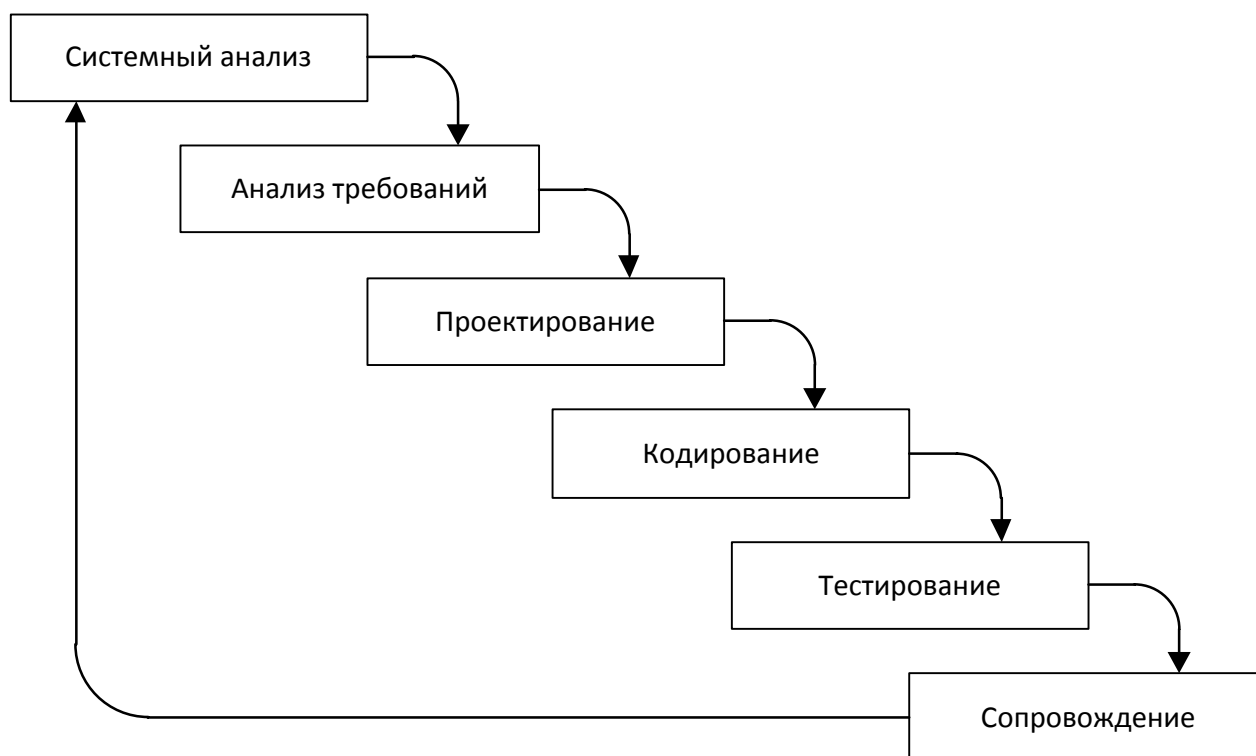 Системный анализ
Анализ требований
Проектирование
Кодирование
Тестирование
Сопровождение